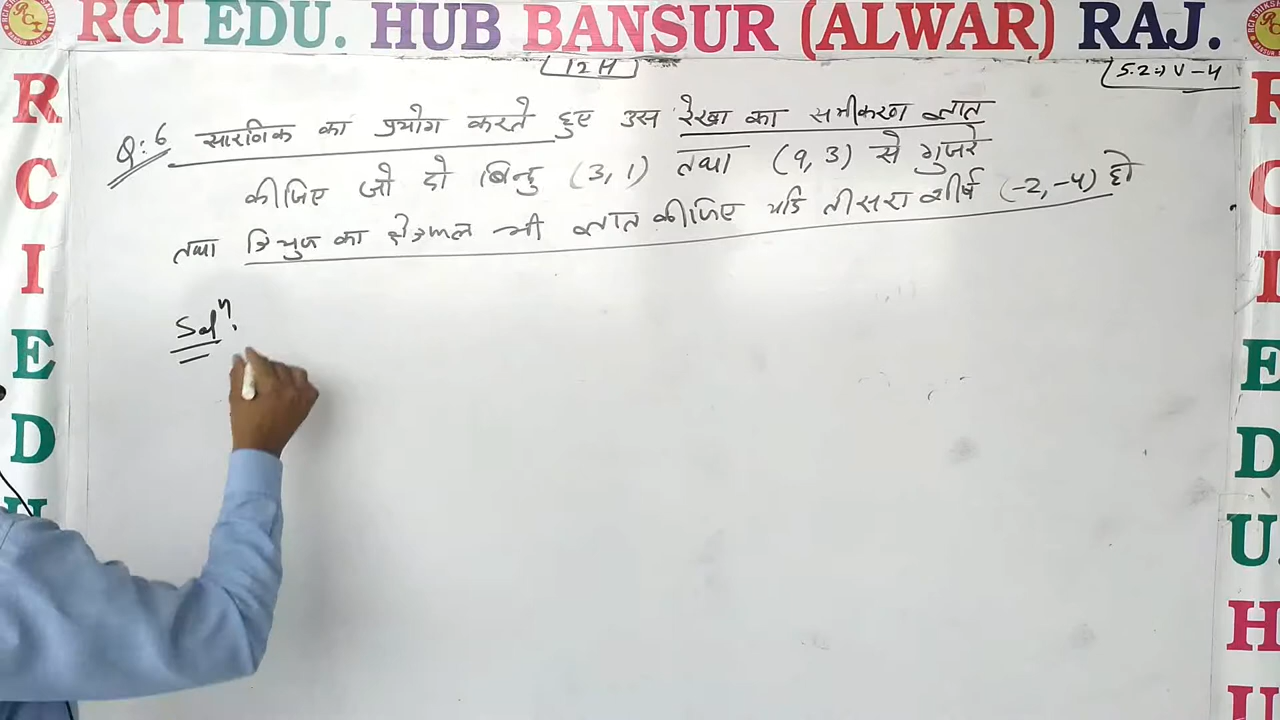 RCI EDU. HUB BANSUR (ALWAR) RAJ.
12 H
5.2 => V-4
Q:6 सारणिक का प्रयोग करते हुए उस रेखा का समीकरण ज्ञात
कीजिए जो दो बिन्दु (3,1) तथा (9,3) से गुजरे
तथा त्रिभुज का क्षेत्रफल भी ज्ञात कीजिए यदि तीसरा शीर्ष (-2,-4) हो
Solⁿ:
R
C
I
E
D
U
R
C
I
E
D
U.
H
U